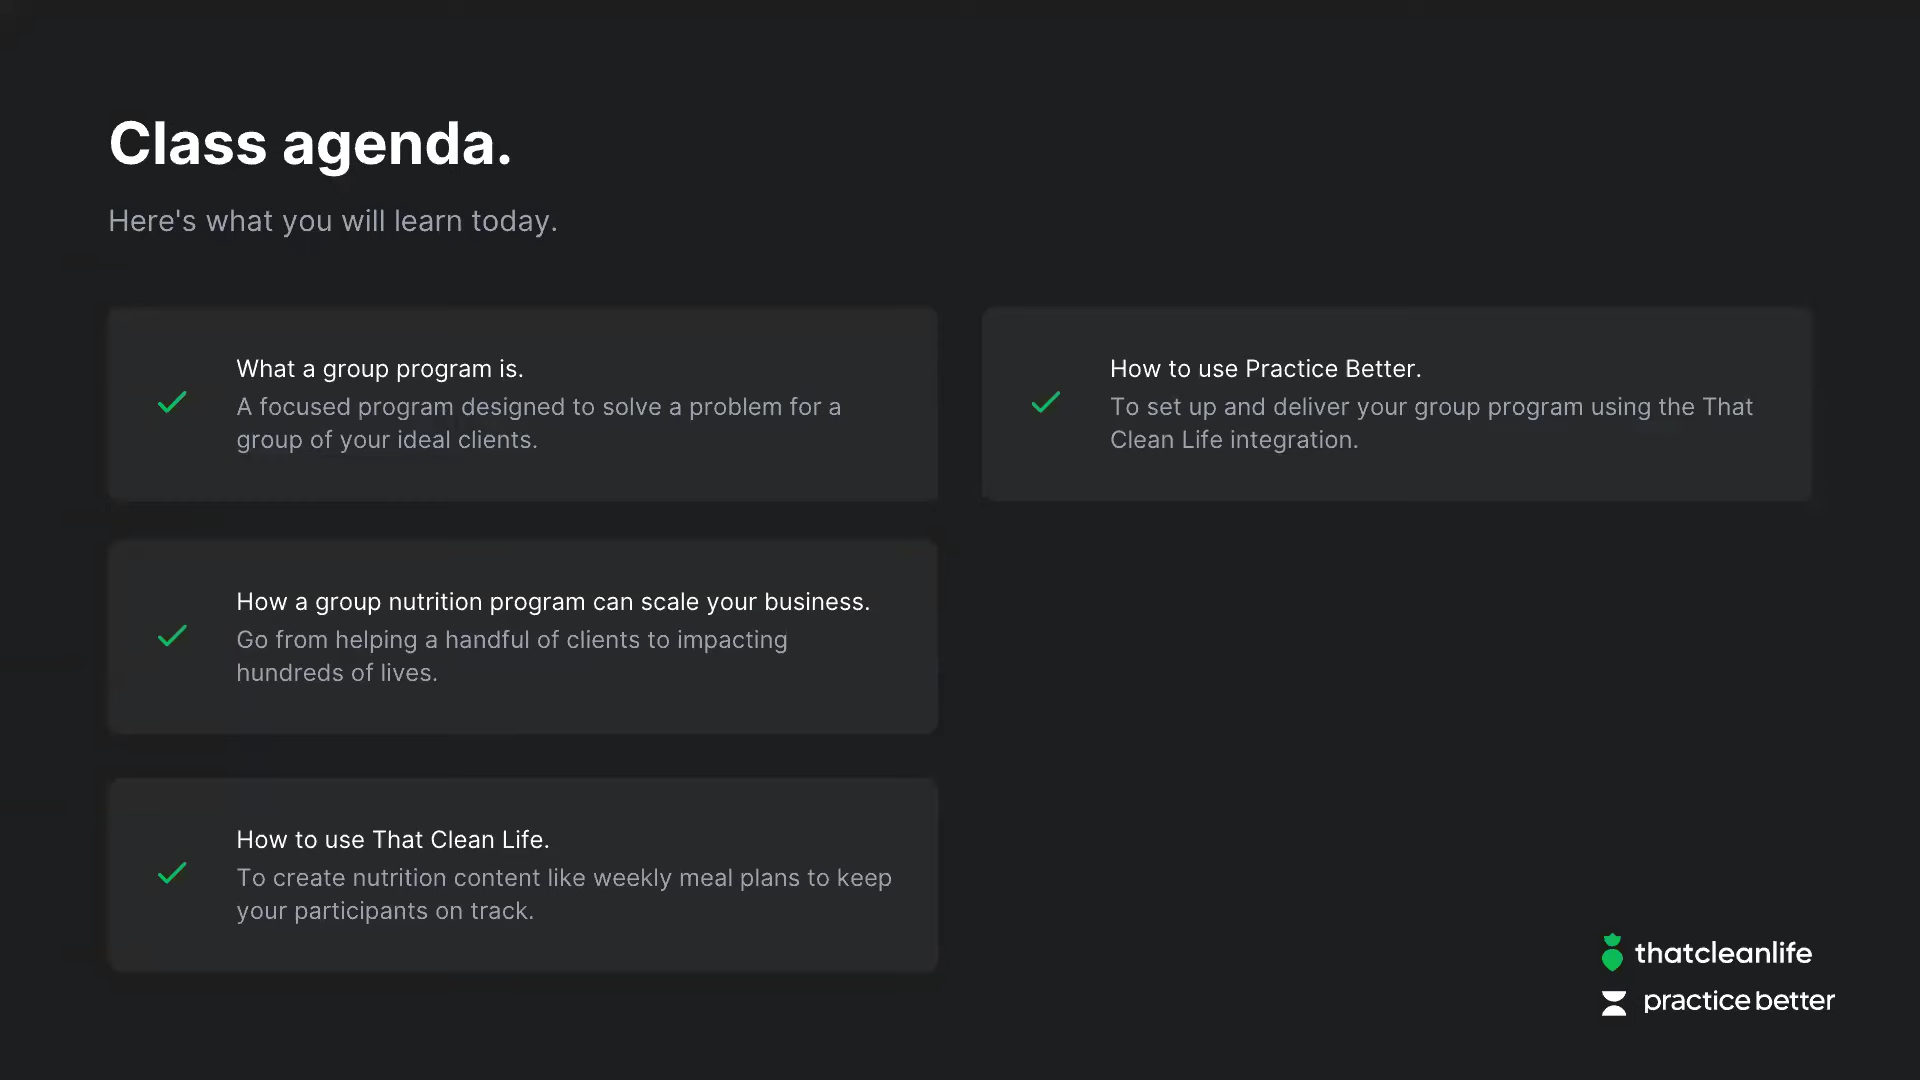 Class agenda.
Here's what you will learn today.
What a group program is.
A focused program designed to solve a problem for a
group of your ideal clients.
How a group nutrition program can scale your business.
Go from helping a handful of clients to impacting
hundreds of lives.
How to use That Clean Life.
To create nutrition content like weekly meal plans to keep
your participants on track.
How to use Practice Better.
To set up and deliver your group program using the That
Clean Life integration.
thatcleanlife
practice better